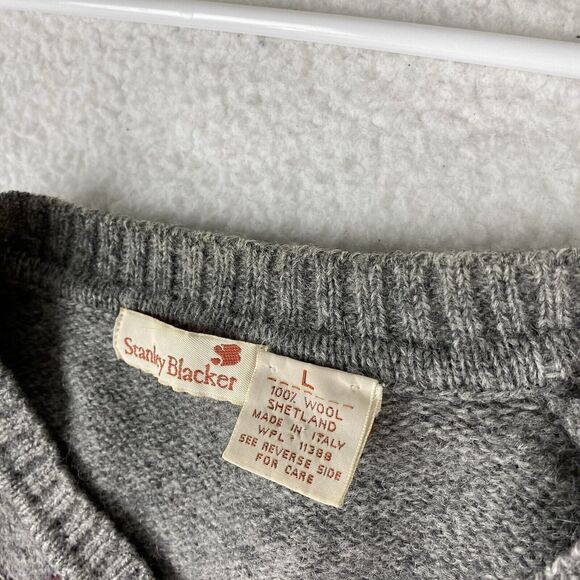 Stanley Blacker
L
100% WOOL
SHETLAND
MADE IN ITALY
WPL - 11388
SEE REVERSE SIDE
FOR CARE